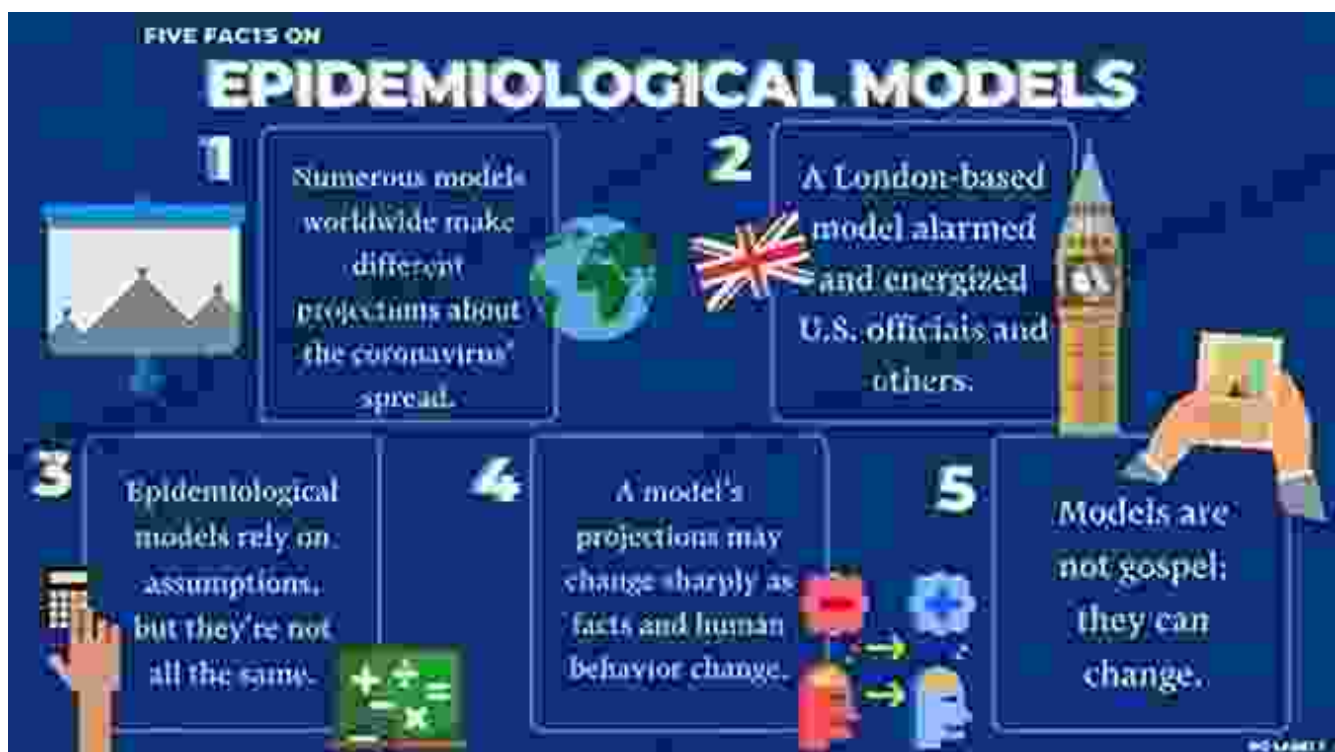 FIVE FACTS ON
EPIDEMIOLOGICAL MODELS
1
Numerous models
worldwide make
different
projections about
the coronavirus'
spread.
2
A London-based
model alarmed
and energized
U.S. officials and
others.
3
Epidemiological
models rely on
assumptions,
but they're not
all the same.
4
A model's
projections may
change sharply as
facts and human
behavior change.
5
Models are
not gospel;
they can
change.